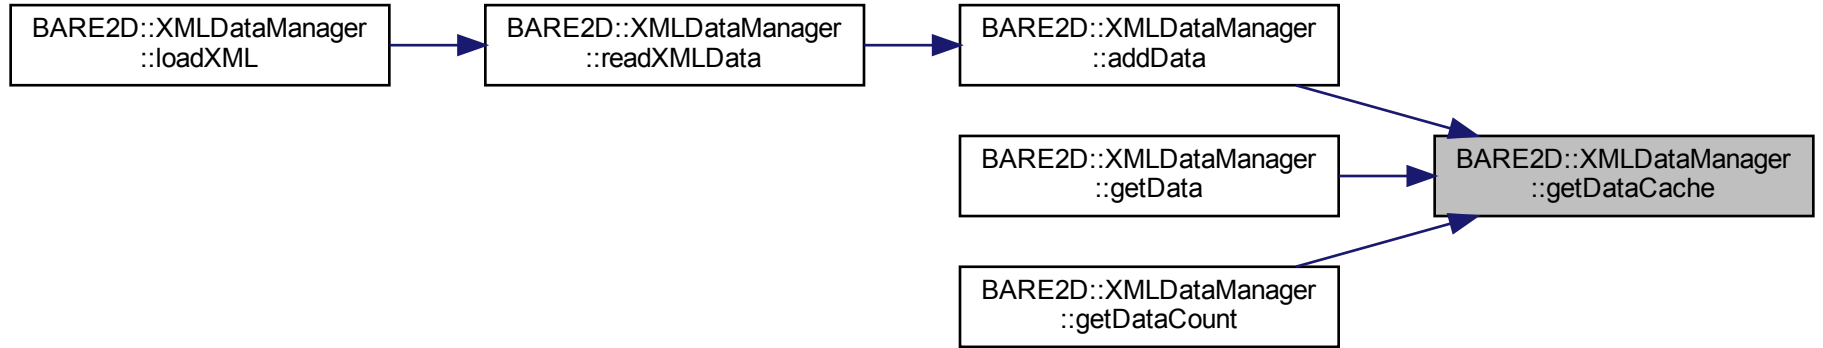 BARE2D::XMLDataManager
::loadXML
BARE2D::XMLDataManager
::readXMLData
BARE2D::XMLDataManager
::addData
BARE2D::XMLDataManager
::getData
BARE2D::XMLDataManager
::getDataCount
BARE2D::XMLDataManager
::getDataCache